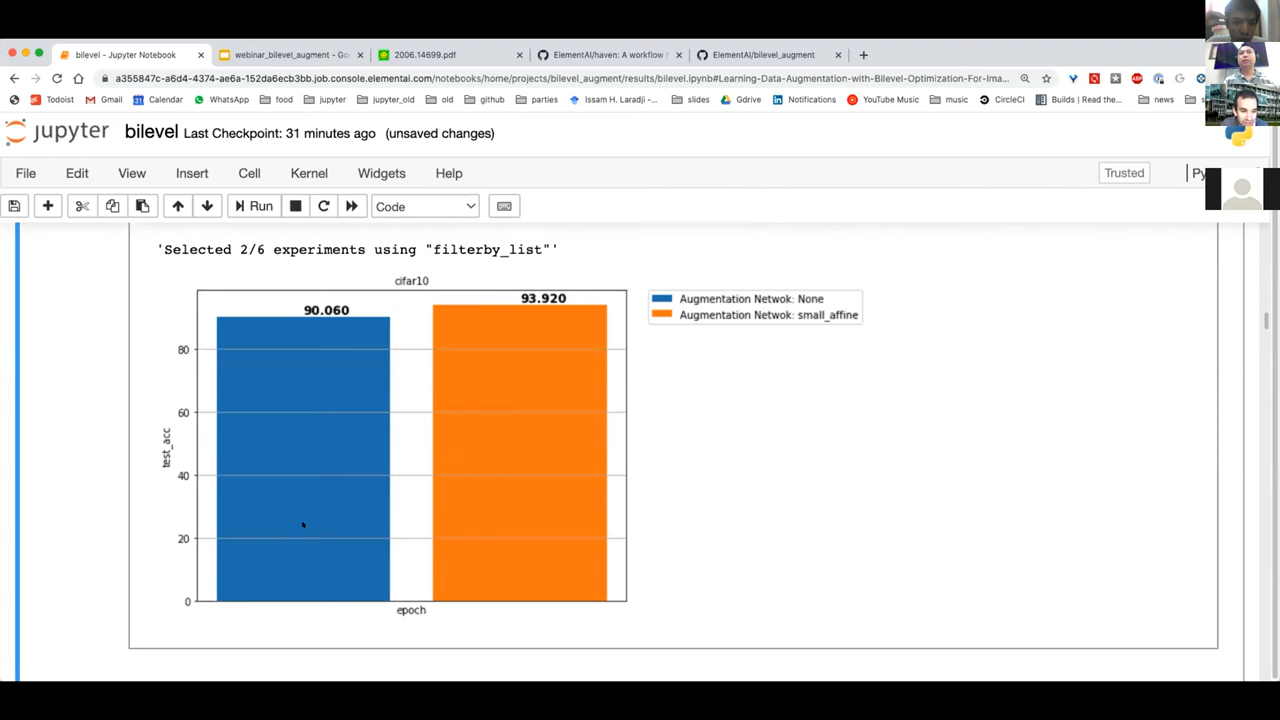 bilevel - Jupyter Notebook
webinar_bilevel_augment - Go
2006.14699.pdf
ElementAI/haven: A workflow f
ElementAI/bilevel_augment
a355847c-a6d4-4374-ae6a-152da6ecb3bb.job.console.elementai.com/notebooks/home/projects/bilevel_augment/results/bilevel.ipynb#Learning-Data-Augmentation-with-Bilevel-Optimization-For-Ima...
Todoist Gmail Calendar WhatsApp food jupyter jupyter_old old github parties Issam H. Laradji -... slides Gdrive Notifications YouTube Music music CircleCI Builds | Read the... news s
jupyter bilevel Last Checkpoint: 31 minutes ago (unsaved changes)
File Edit View Insert Cell Kernel Widgets Help Trusted Py
Run Code
'Selected 2/6 experiments using "filterby_list"'
cifar10
90.060
93.920
Augmentation Netwok: None
Augmentation Netwok: small_affine
80
60
40
20
0
test_acc
epoch